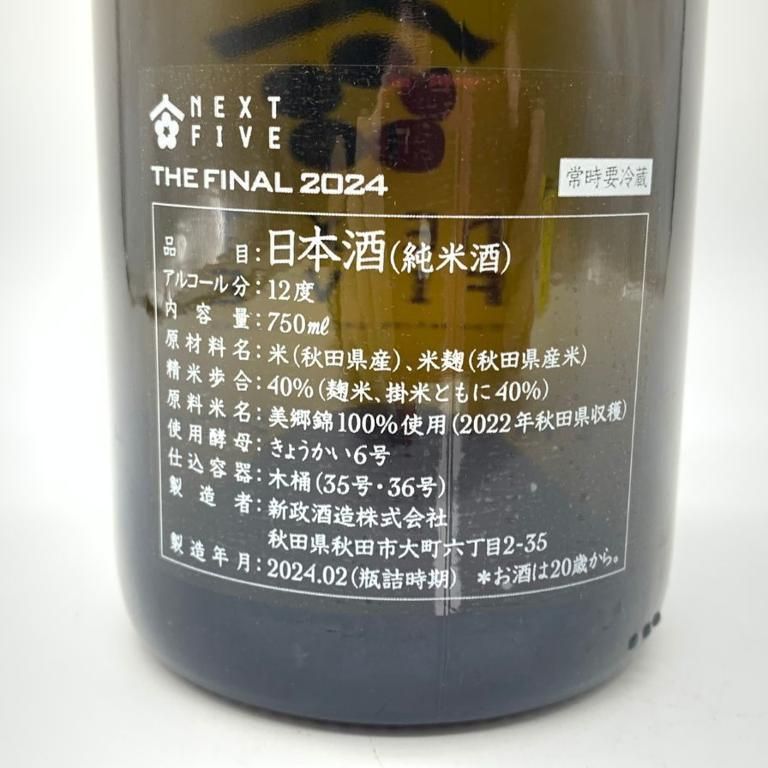 NEXT
FIVE
THE FINAL 2024
常時要冷蔵
品目:日本酒(純米酒)
アルコール分:12度
内容量:750ml
原材料名:米(秋田県産)、米麹(秋田県産米)
精米歩合:40%(麹米、掛米ともに40%)
原料米名:美郷錦100%使用(2022年秋田県収穫)
使用酵母:きょうかい6号
仕込容器:木桶(35号・36号)
製造者:新政酒造株式会社
秋田県秋田市大町六丁目2-35
製造年月:2024.02(瓶詰時期) *お酒は20歳から。